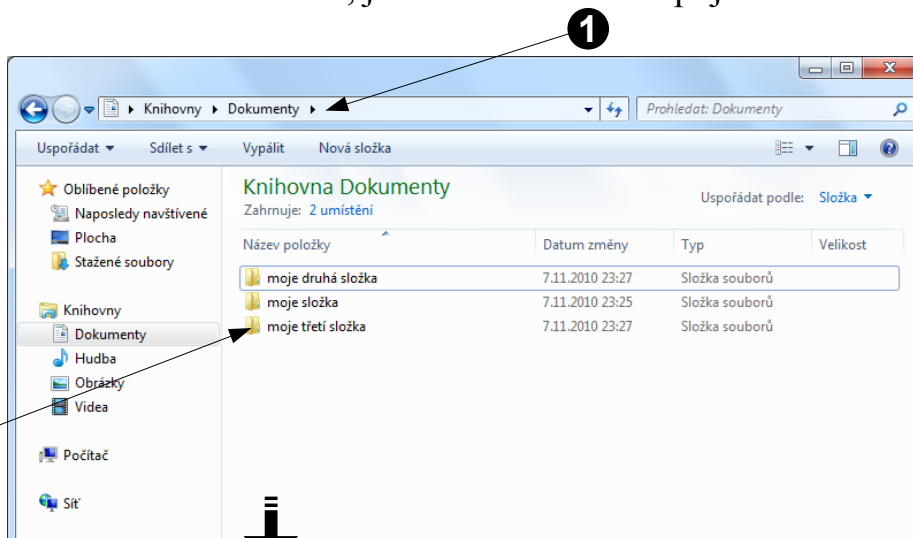 1
Knihovny Dokumenty
Prohledat: Dokumenty
Uspořádat Sdílet s Vypálit Nová složka
Oblíbené položky
Naposledy navštívené
Plocha
Stažené soubory
Knihovny
Dokumenty
Hudba
Obrázky
Videa
Počítač
Síť
Knihovna Dokumenty
Zahrnuje: 2 umístění
Uspořádat podle: Složka
Název položky Datum změny Typ Velikost
moje druhá složka 7.11.2010 23:27 Složka souborů
moje složka 7.11.2010 23:25 Složka souborů
moje třetí složka 7.11.2010 23:27 Složka souborů